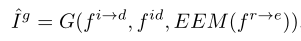 Î^g = G(f^{i→d}, f^{id}, EEM(f^{r→e}))